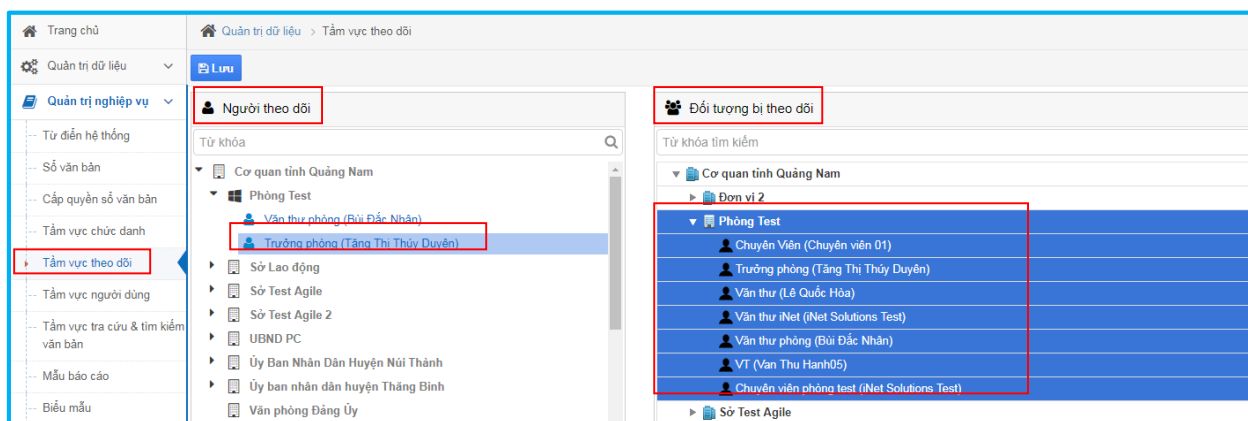 Trang chủ
Quản trị dữ liệu > Tầm vực theo dõi
Quản trị dữ liệu
Lưu
Quản trị nghiệp vụ
Người theo dõi
Đối tượng bị theo dõi
Từ điển hệ thống
Từ khóa
Từ khóa tìm kiếm
Sổ văn bản
Cơ quan tỉnh Quảng Nam
Cơ quan tỉnh Quảng Nam
Cấp quyền sổ văn bản
Phòng Test
Đơn vị 2
Tầm vực chức danh
Văn thư phòng (Bùi Đắc Nhân)
Phòng Test
Tầm vực theo dõi
Trưởng phòng (Tăng Thị Thúy Duyên)
Chuyên Viên (Chuyên viên 01)
Tầm vực người dùng
Sở Lao động
Trưởng phòng (Tăng Thị Thúy Duyên)
Tầm vực tra cứu & tìm kiếm
văn bản
Sở Test Agile
Văn thư (Lê Quốc Hòa)
Sở Test Agile 2
Văn thư iNet (iNet Solutions Test)
UBND PC
Văn thư phòng (Bùi Đắc Nhân)
Mẫu báo cáo
Ủy Ban Nhân Dân Huyện Núi Thành
VT (Van Thu Hanh05)
Ủy ban nhân dân huyện Thăng Bình
Chuyên viên phòng test (iNet Solutions Test)
Biểu mẫu
Văn phòng Đảng Ủy
Sở Test Agile